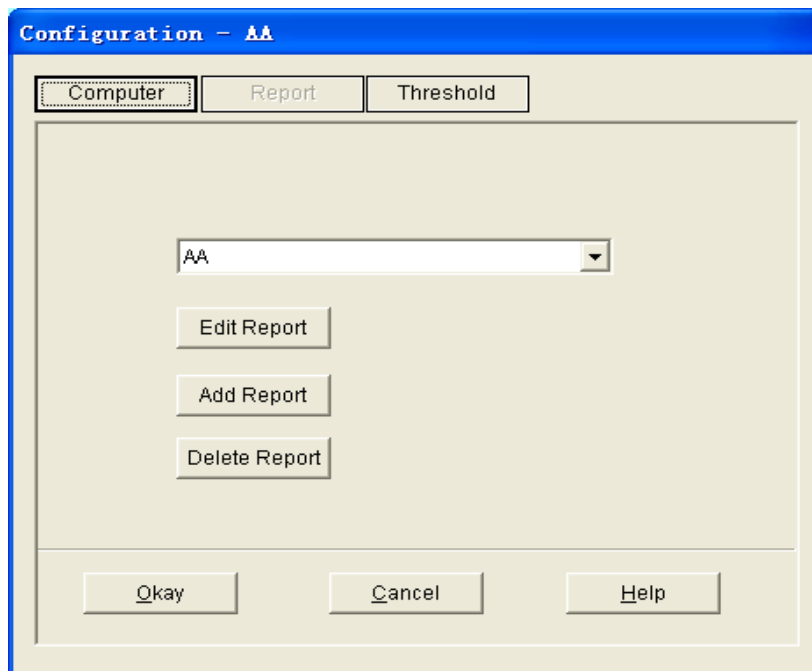 Configuration - AA
Computer Report Threshold
AA
Edit Report
Add Report
Delete Report
Okay Cancel Help